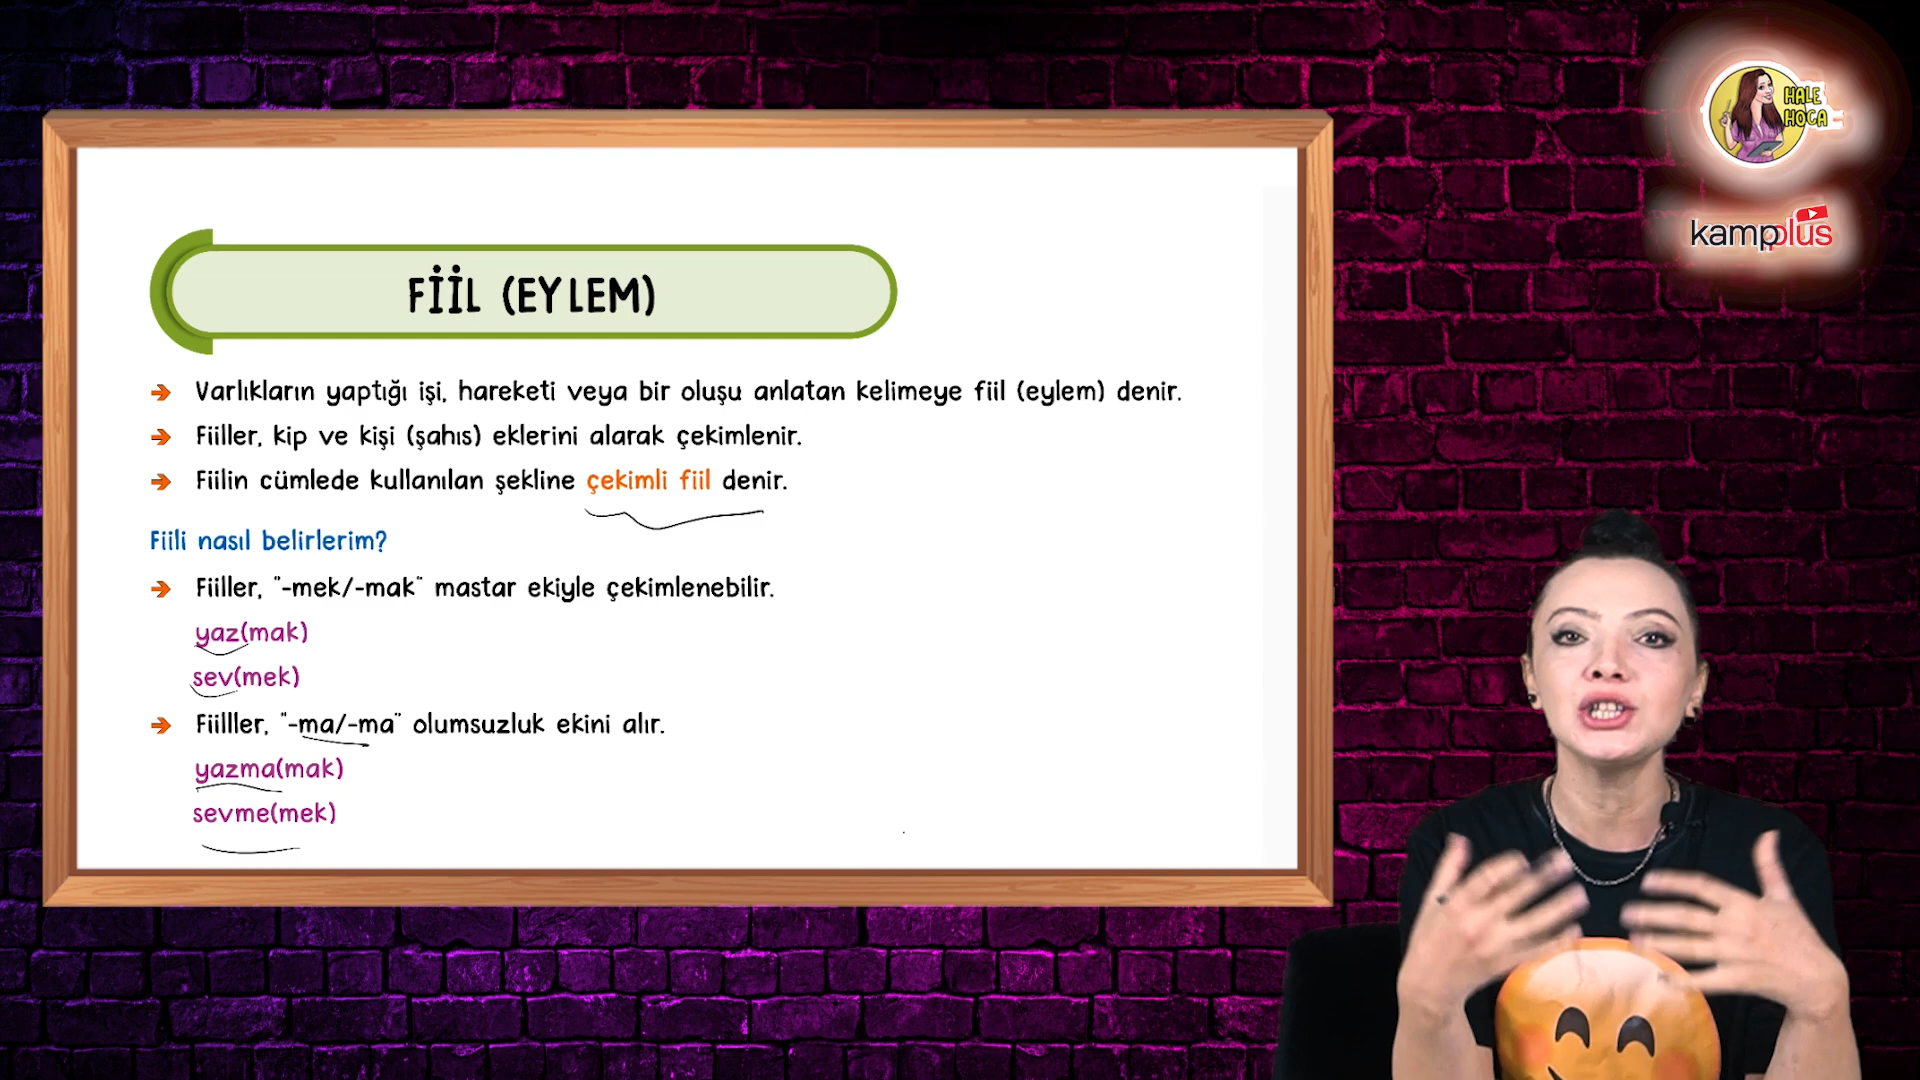 HALE
HOCA
kampplus
FİİL (EYLEM)
Varlıkların yaptığı işi, hareketi veya bir oluşu anlatan kelimeye fiil (eylem) denir.
Fiiller, kip ve kişi (şahıs) eklerini alarak çekimlenir.
Fiilin cümlede kullanılan şekline çekimli fiil denir.
Fiili nasıl belirlerim?
Fiiller, "-mek/-mak" mastar ekiyle çekimlenebilir.
yaz(mak)
sev(mek)
Fiilller, "-ma/-ma" olumsuzluk ekini alır.
yazma(mak)
sevme(mek)